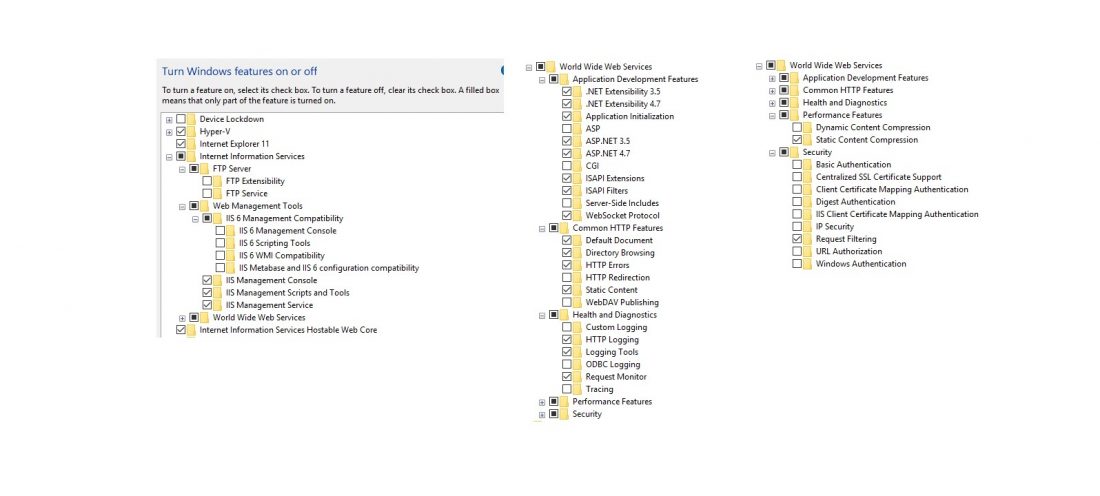 Turn Windows features on or off
To turn a feature on, select its check box. To turn a feature off, clear its check box. A filled box
means that only part of the feature is turned on.
Device Lockdown
Hyper-V
Internet Explorer 11
Internet Information Services
FTP Server
FTP Extensibility
FTP Service
Web Management Tools
IIS 6 Management Compatibility
IIS 6 Management Console
IIS 6 Scripting Tools
IIS 6 WMI Compatibility
IIS Metabase and IIS 6 configuration compatibility
IIS Management Console
IIS Management Scripts and Tools
IIS Management Service
World Wide Web Services
Internet Information Services Hostable Web Core
World Wide Web Services
Application Development Features
.NET Extensibility 3.5
.NET Extensibility 4.7
Application Initialization
ASP
ASP.NET 3.5
ASP.NET 4.7
CGI
ISAPI Extensions
ISAPI Filters
Server-Side Includes
WebSocket Protocol
Common HTTP Features
Default Document
Directory Browsing
HTTP Errors
HTTP Redirection
Static Content
WebDAV Publishing
Health and Diagnostics
Custom Logging
HTTP Logging
Logging Tools
ODBC Logging
Request Monitor
Tracing
Performance Features
Security
World Wide Web Services
Application Development Features
Common HTTP Features
Health and Diagnostics
Performance Features
Dynamic Content Compression
Static Content Compression
Security
Basic Authentication
Centralized SSL Certificate Support
Client Certificate Mapping Authentication
Digest Authentication
IIS Client Certificate Mapping Authentication
IP Security
Request Filtering
URL Authorization
Windows Authentication